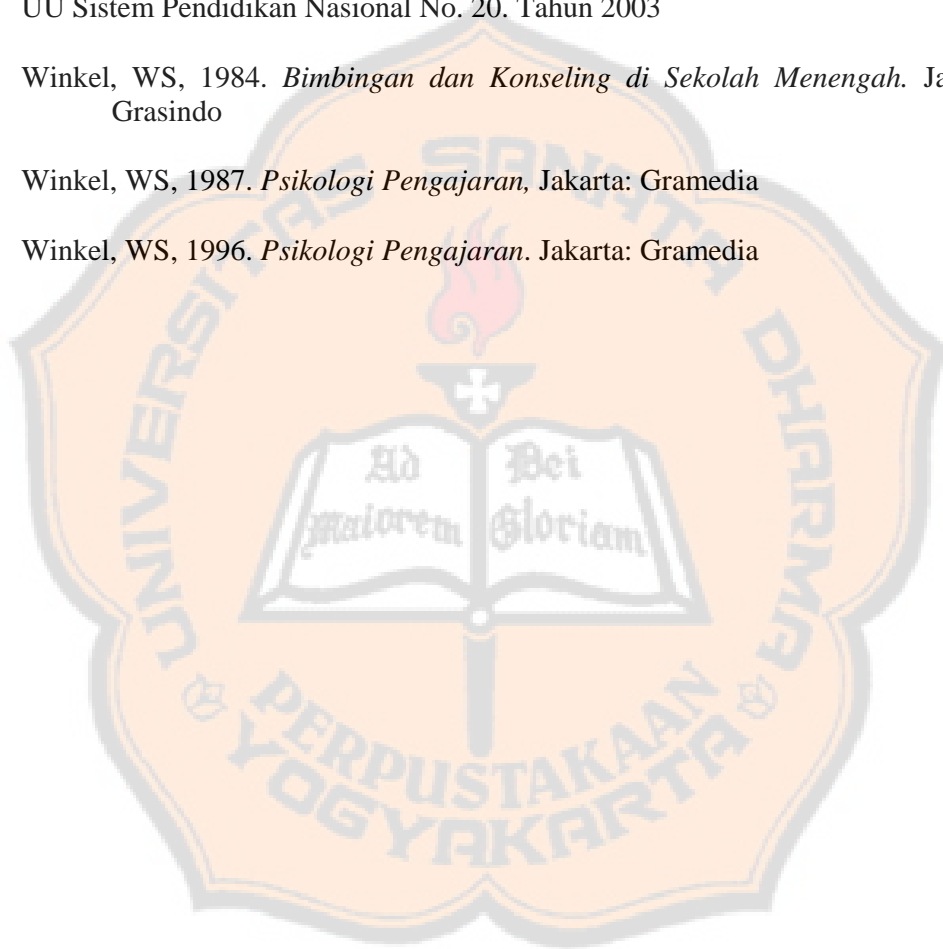 UU Sistem Pendidikan Nasional No. 20. Tahun 2003
Winkel, WS, 1984. Bimbingan dan Konseling di Sekolah Menengah.
Grasindo
Winkel, WS, 1987. Psikologi Pengajaran, Jakarta: Gramedia
Winkel, WS, 1996. Psikologi Pengajaran. Jakarta: Gramedia
UNIVERSITAS SANATA DHARMA
Ad Dei
maiorem Gloriam
PERPUSTAKAAN
YOGYAKARTA